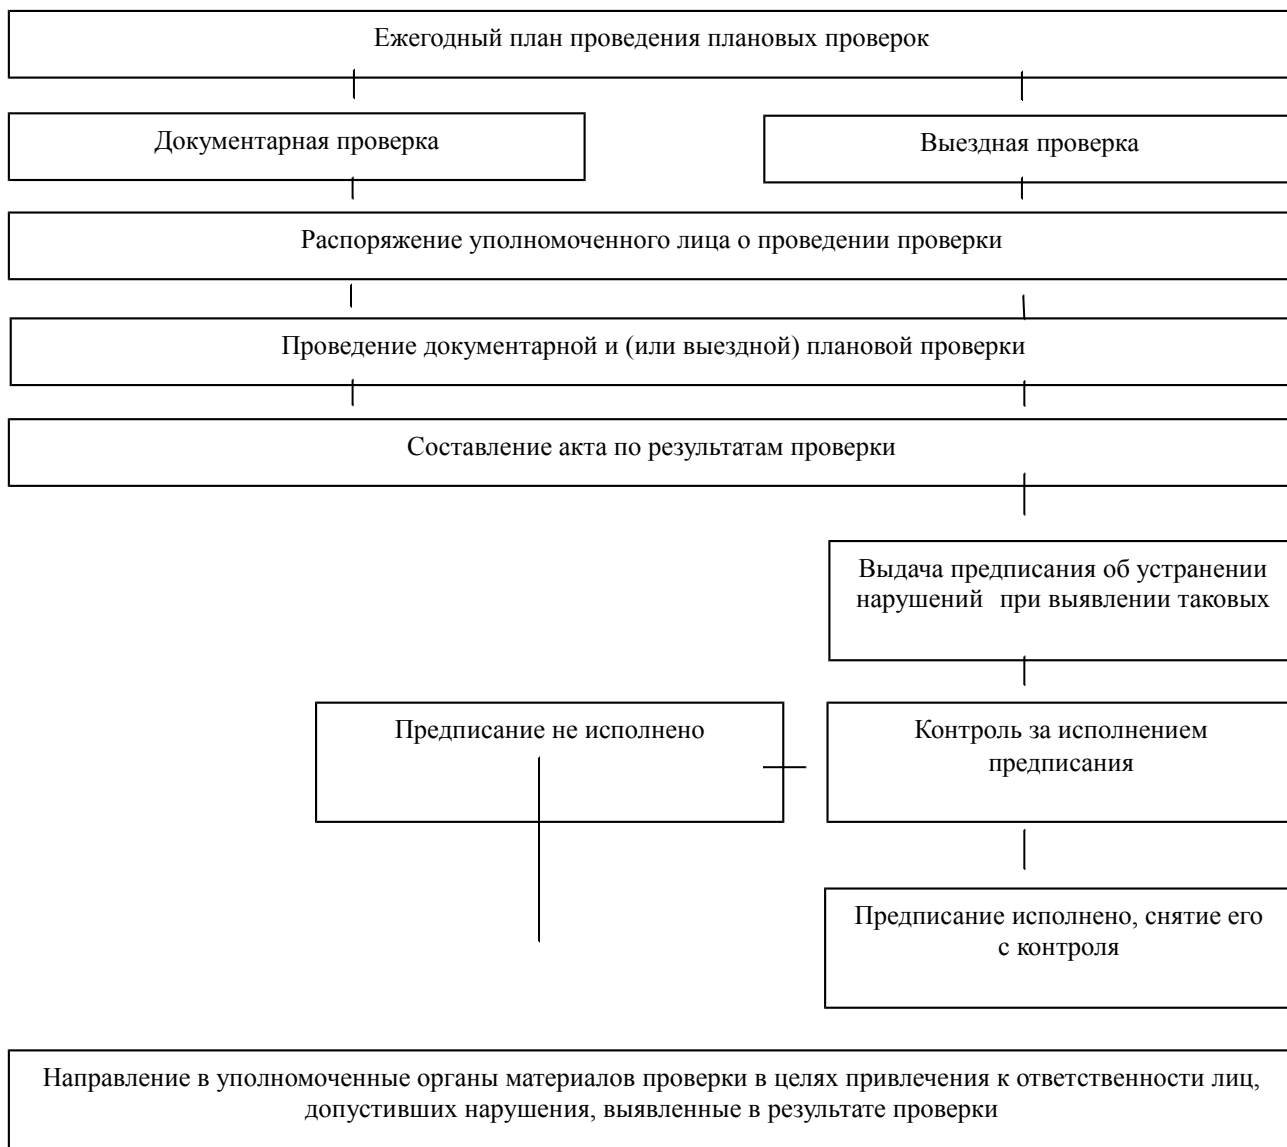 Ежегодный план проведения плановых проверок
Документарная проверка
Выездная проверка
Распоряжение уполномоченного лица о проведении проверки
Проведение документарной и (или выездной) плановой проверки
Составление акта по результатам проверки
Выдача предписания об устранении
нарушений при выявлении таковых
Предписание не исполнено
Контроль за исполнением
предписания
Предписание исполнено, снятие его
с контроля
Направление в уполномоченные органы материалов проверки в целях привлечения к ответственности лиц,
допустивших нарушения, выявленные в результате проверки